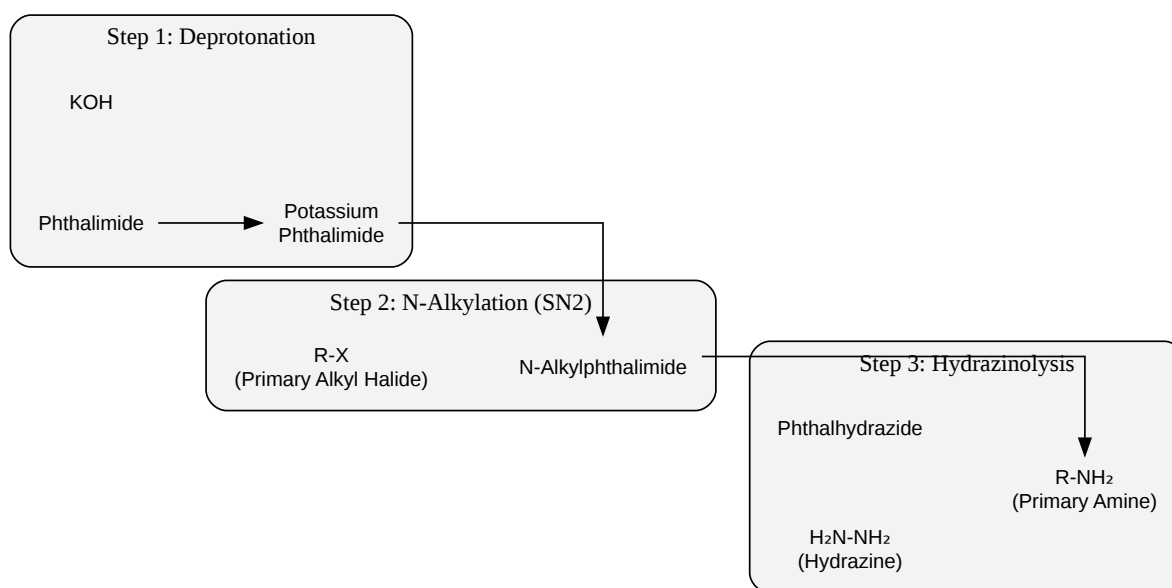 Step 1: Deprotonation
KOH
Phthalimide
Potassium
Phthalimide
Step 2: N-Alkylation (SN2)
R-X
(Primary Alkyl Halide)
N-Alkylphthalimide
Step 3: Hydrazinolysis
Phthalhydrazide
R-NH₂
(Primary Amine)
H₂N-NH₂
(Hydrazine)